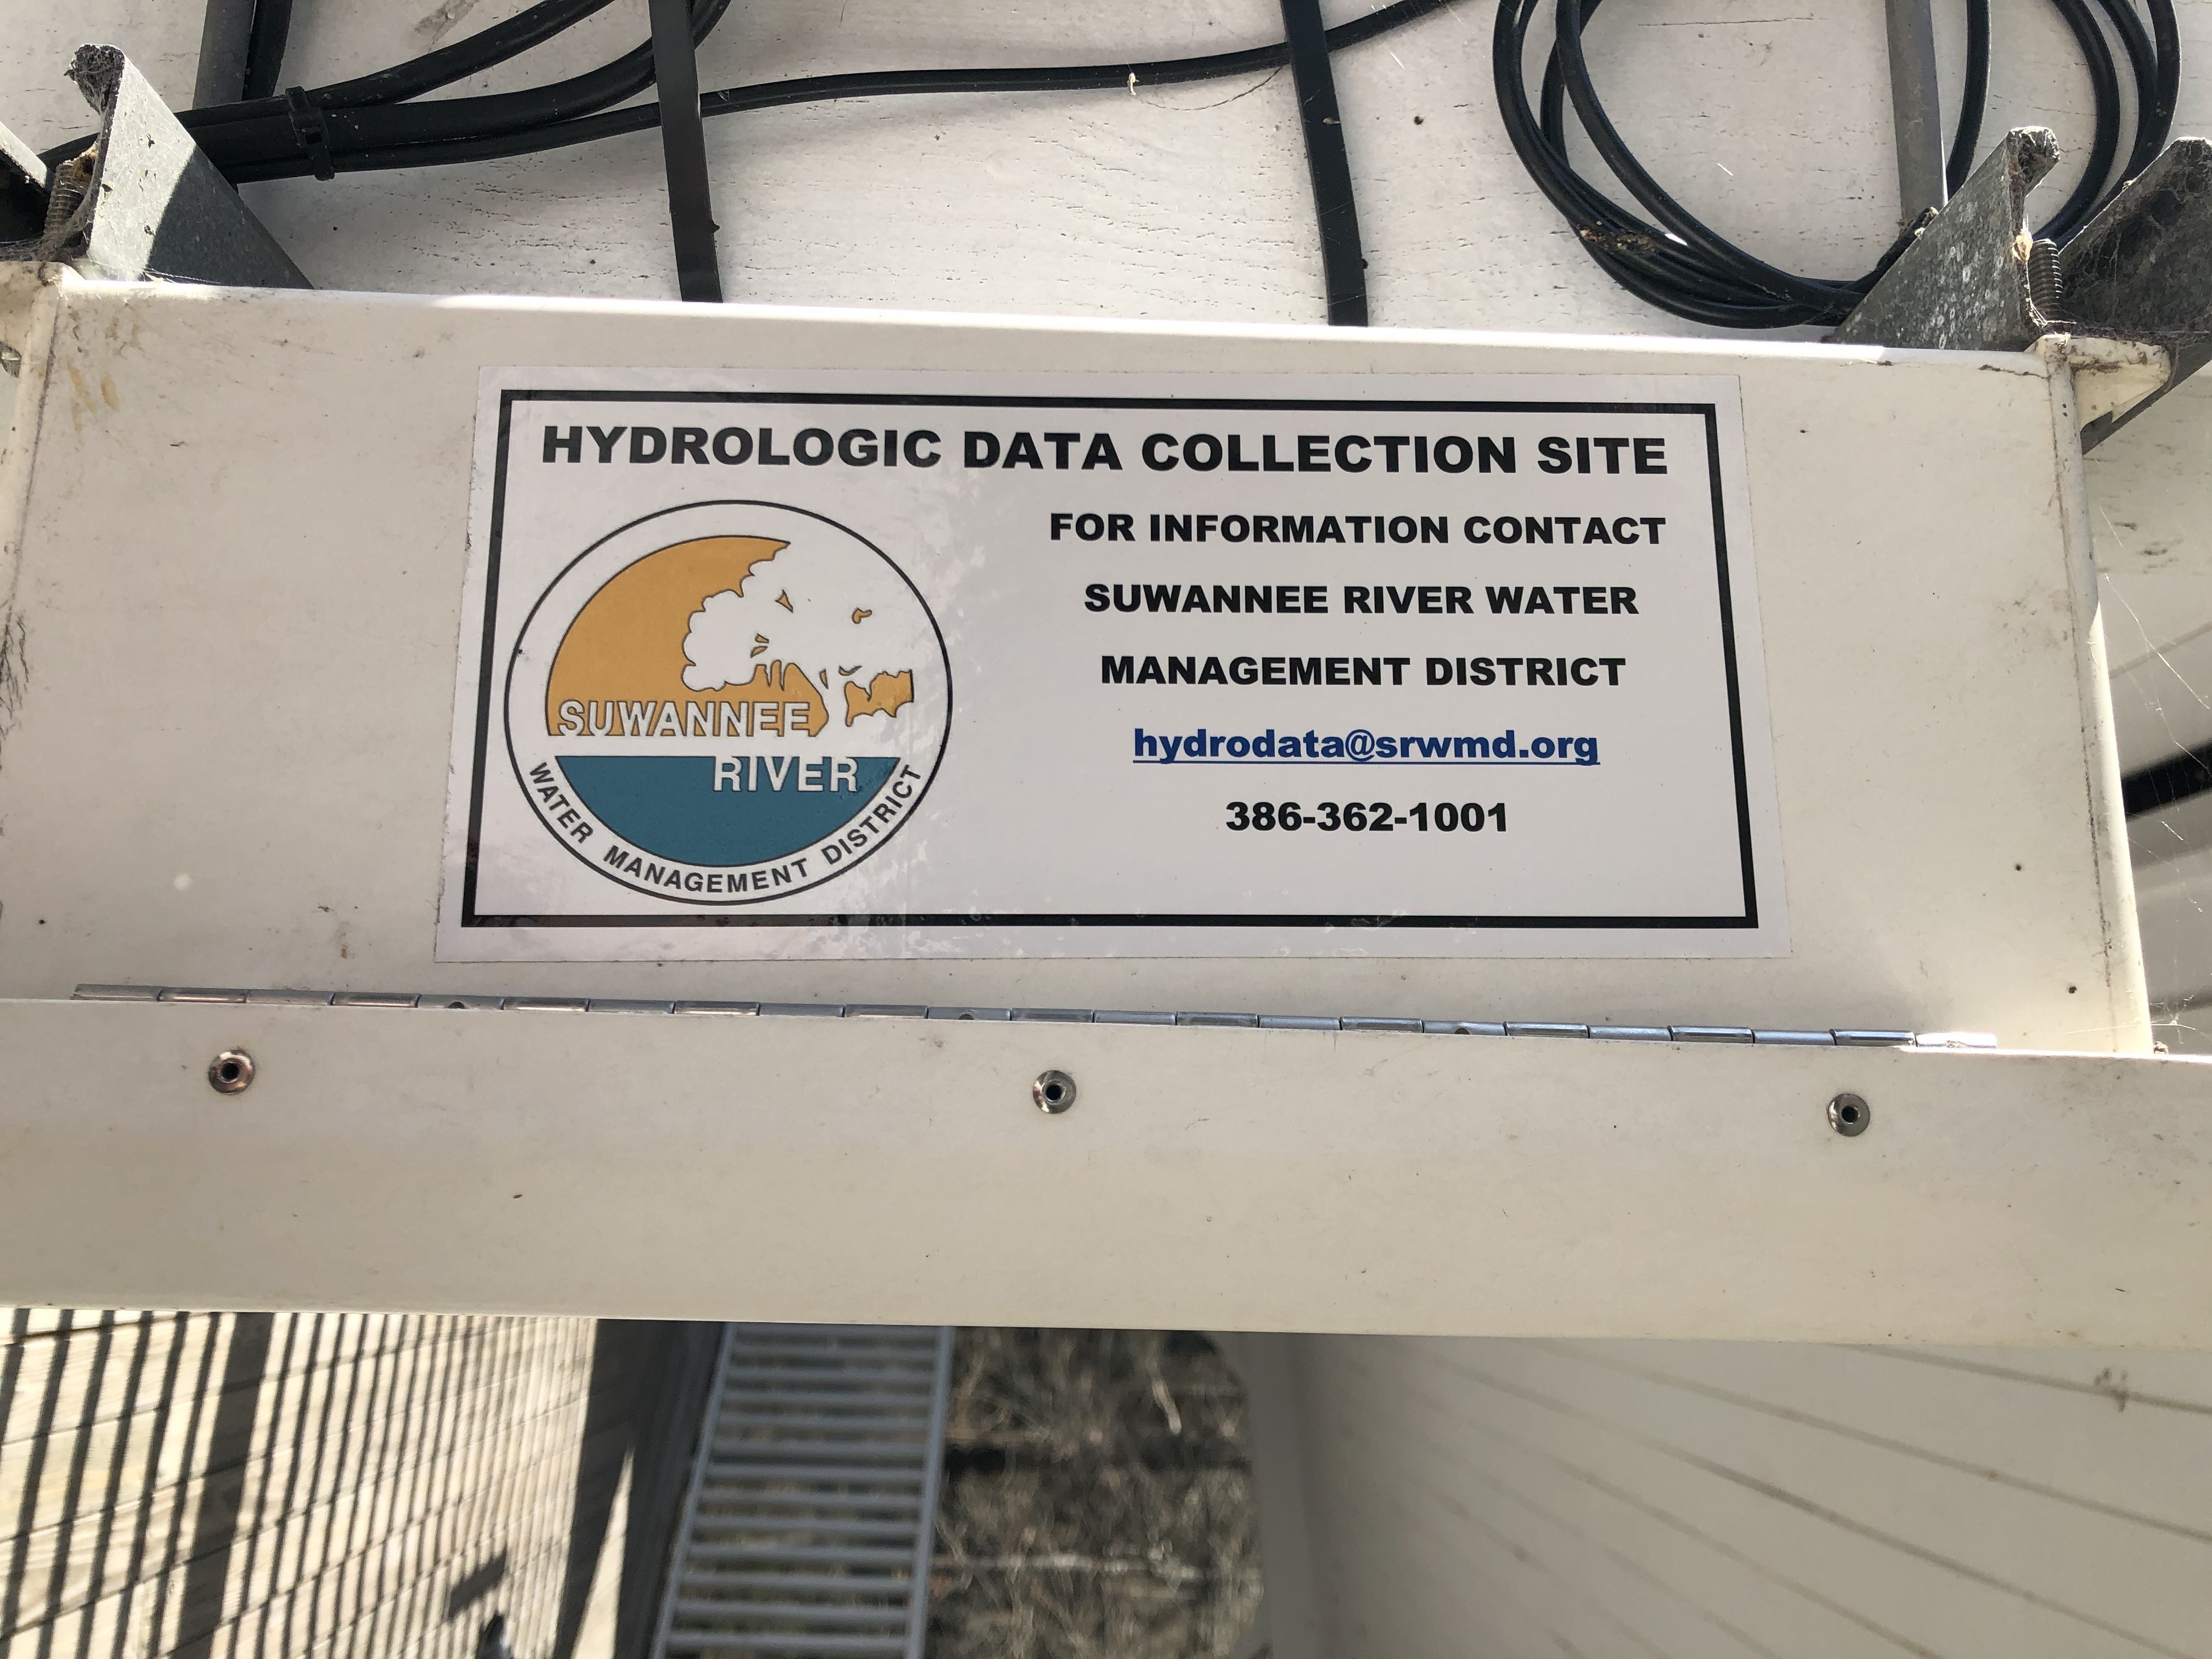 HYDROLOGIC DATA COLLECTION SITE
FOR INFORMATION CONTACT
SUWANNEE RIVER WATER
MANAGEMENT DISTRICT
hydrodata@srwmd.org
386-362-1001
SUWANNEE
RIVER
WATER MANAGEMENT DISTRICT